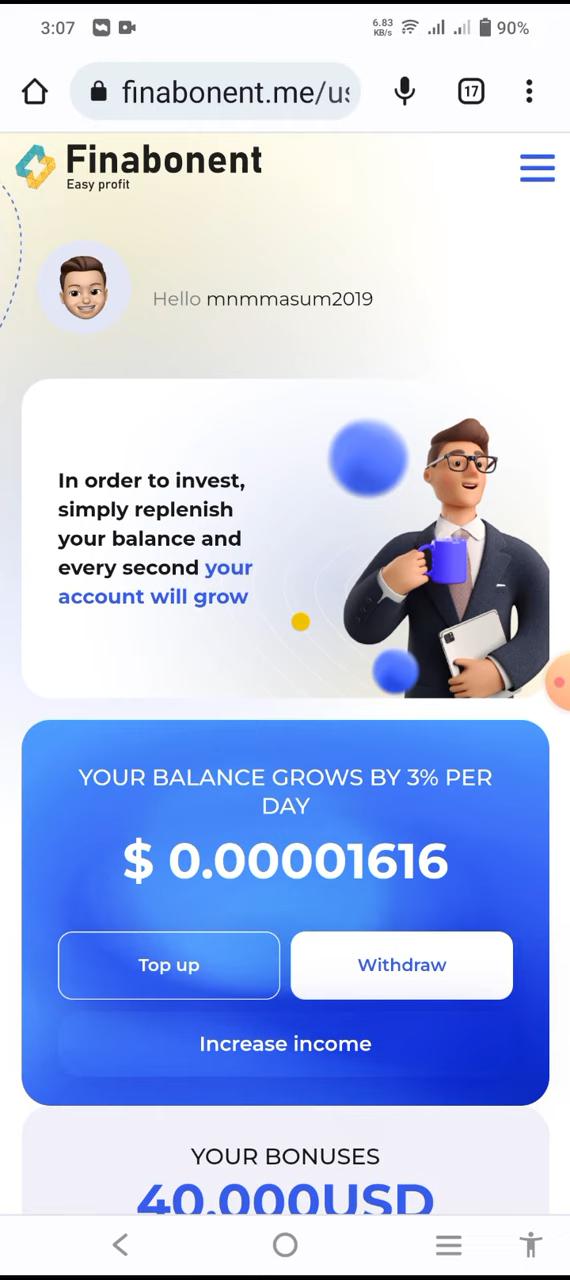 3:07
6.83 KB/s
90%
finabonent.me/us
17
Finabonent
Easy profit
Hello mnmmasum2019
In order to invest,
simply replenish
your balance and
every second your
account will grow
YOUR BALANCE GROWS BY 3% PER
DAY
$ 0.00001616
Top up
Withdraw
Increase income
YOUR BONUSES
40.000USD